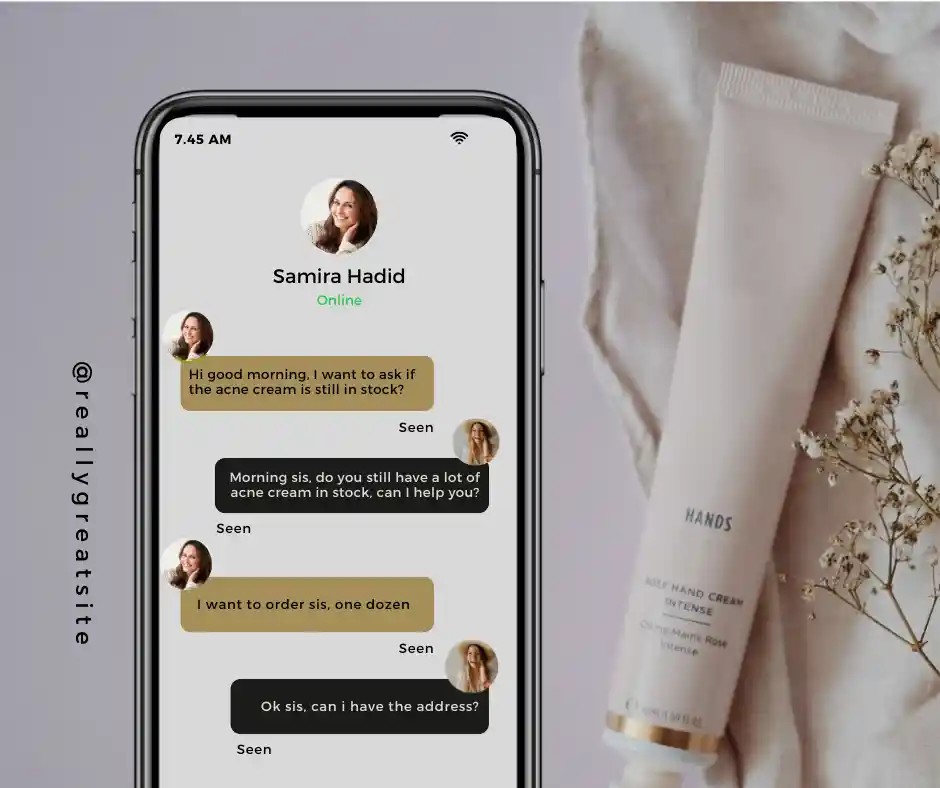 7.45 AM
Samira Hadid
Online
Hi good morning, I want to ask if
the acne cream is still in stock?
Seen
Morning sis, do you still have a lot of
acne cream in stock, can I help you?
Seen
I want to order sis, one dozen
Seen
Ok sis, can i have the address?
Seen
@reallygreatsite
HANDS
HAND CREAM
INTENSE
Rose
Intense